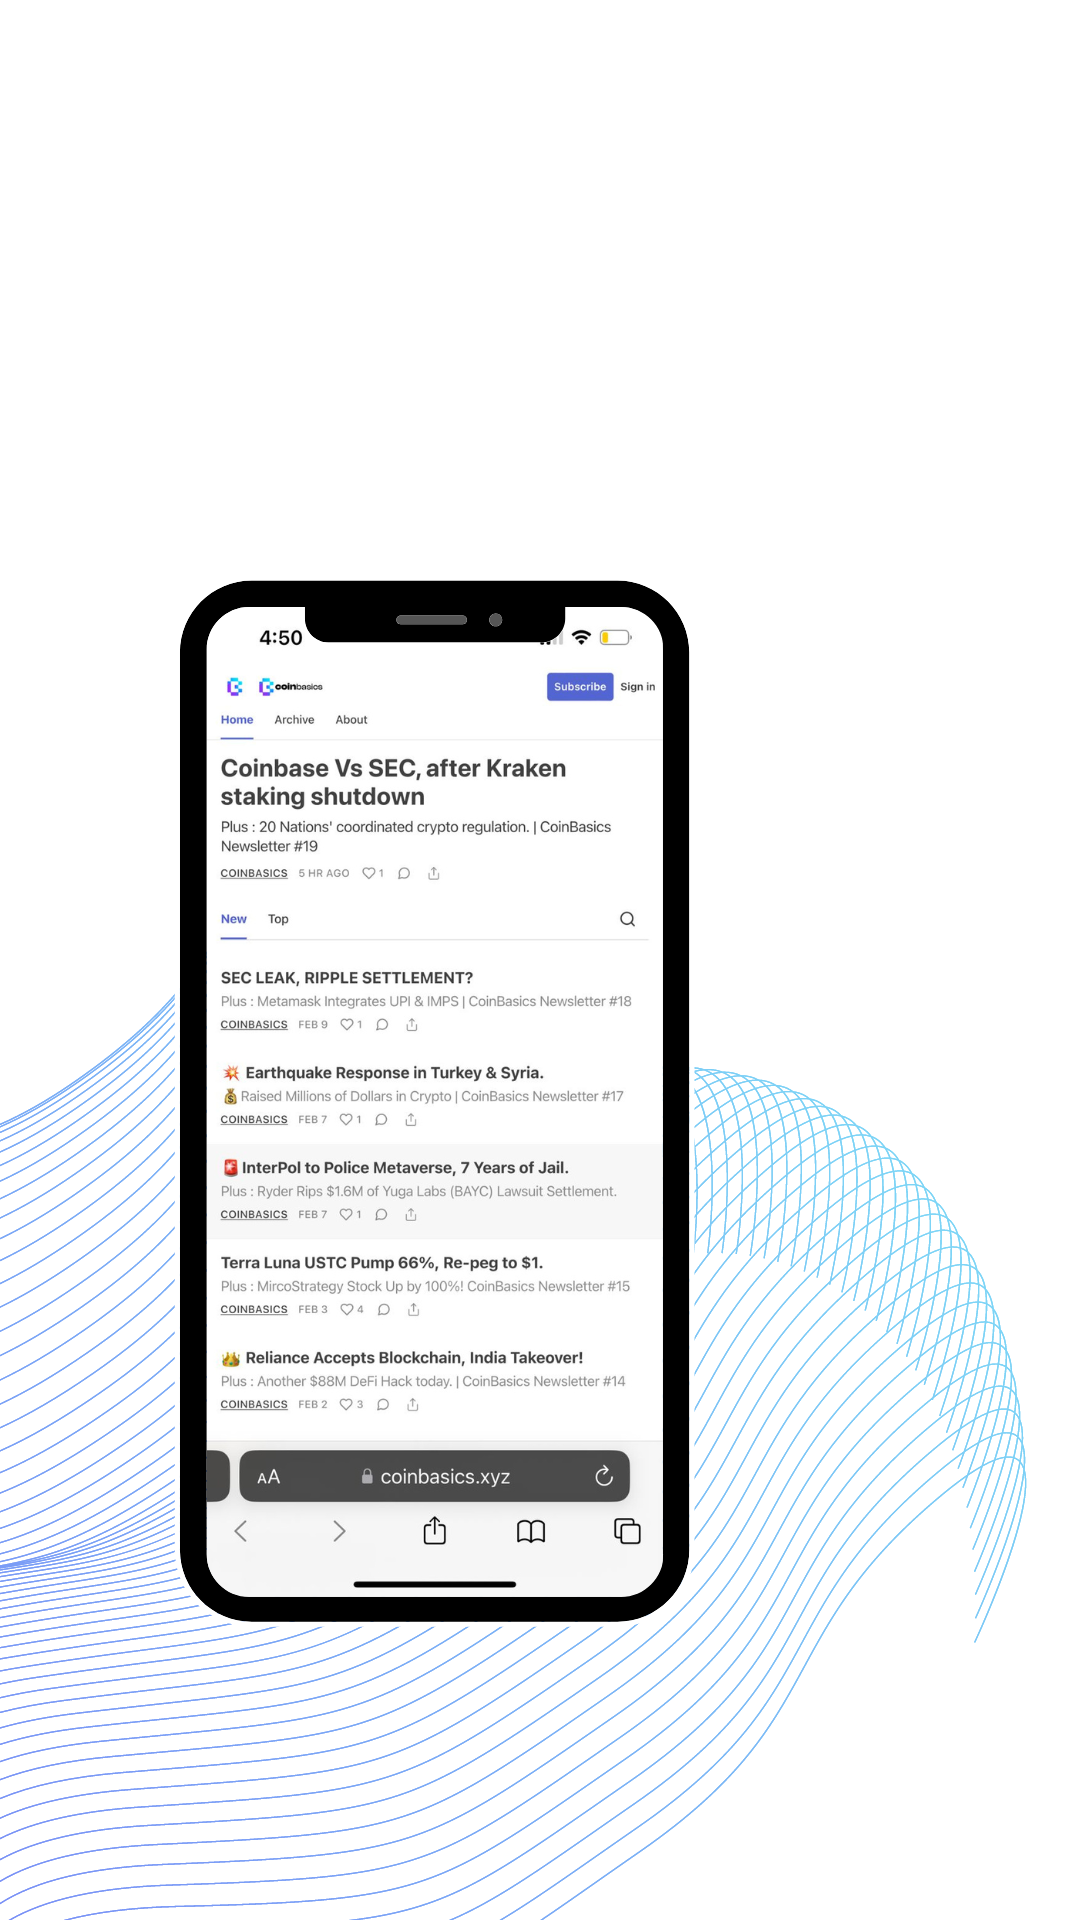 4:50
coinbasics
Subscribe
Sign in
Home
Archive
About
Coinbase Vs SEC, after Kraken
staking shutdown
Plus : 20 Nations' coordinated crypto regulation. | CoinBasics
Newsletter #19
COINBASICS 5 HR AGO 1
New
Top
SEC LEAK, RIPPLE SETTLEMENT?
Plus : Metamask Integrates UPI & IMPS | CoinBasics Newsletter #18
COINBASICS FEB 9 1
💥 Earthquake Response in Turkey & Syria.
💰Raised Millions of Dollars in Crypto | CoinBasics Newsletter #17
COINBASICS FEB 7 1
🚨InterPol to Police Metaverse, 7 Years of Jail.
Plus : Ryder Rips $1.6M of Yuga Labs (BAYC) Lawsuit Settlement.
COINBASICS FEB 7 1
Terra Luna USTC Pump 66%, Re-peg to $1.
Plus : MircoStrategy Stock Up by 100%! CoinBasics Newsletter #15
COINBASICS FEB 3 4
👑 Reliance Accepts Blockchain, India Takeover!
Plus : Another $88M DeFi Hack today. | CoinBasics Newsletter #14
COINBASICS FEB 2 3
AA coinbasics.xyz